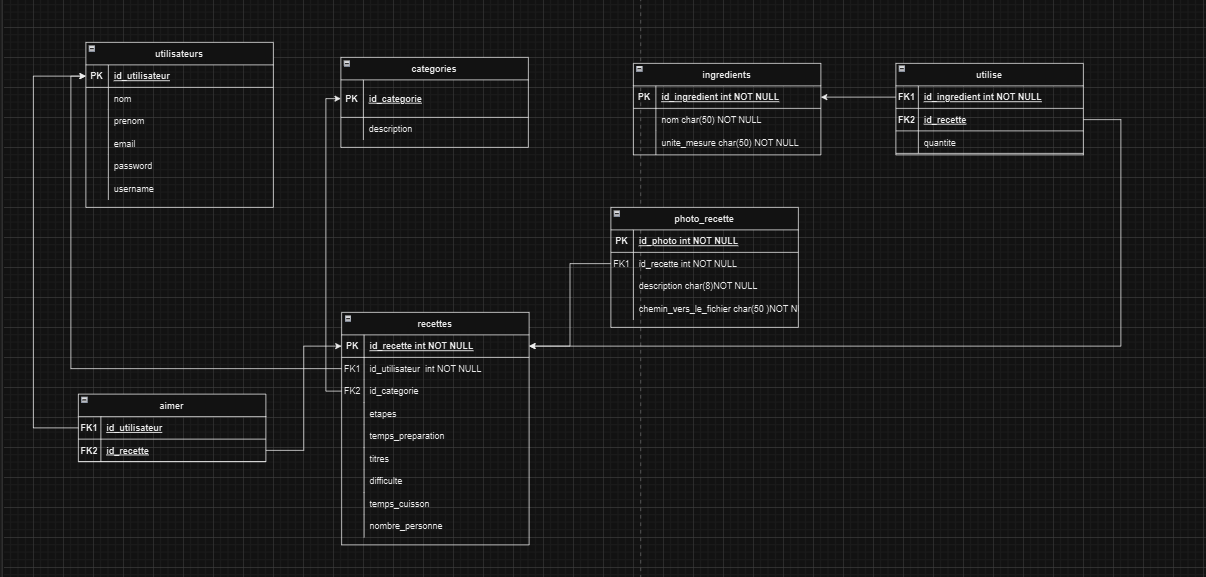 utilisateurs
PK id_utilisateur
nom
prenom
email
password
username
categories
PK id_categorie
description
ingredients
PK id_ingredient int NOT NULL
nom char(50) NOT NULL
unite_mesure char(50) NOT NULL
utilise
FK1 id_ingredient int NOT NULL
FK2 id_recette
quantite
photo_recette
PK id_photo int NOT NULL
FK1 id_recette int NOT NULL
description char(8)NOT NULL
chemin_vers_le_fichier char(50 )NOT N
recettes
PK id_recette int NOT NULL
FK1 id_utilisateur int NOT NULL
FK2 id_categorie
etapes
temps_preparation
titres
difficulte
temps_cuisson
nombre_personne
aimer
FK1 id_utilisateur
FK2 id_recette